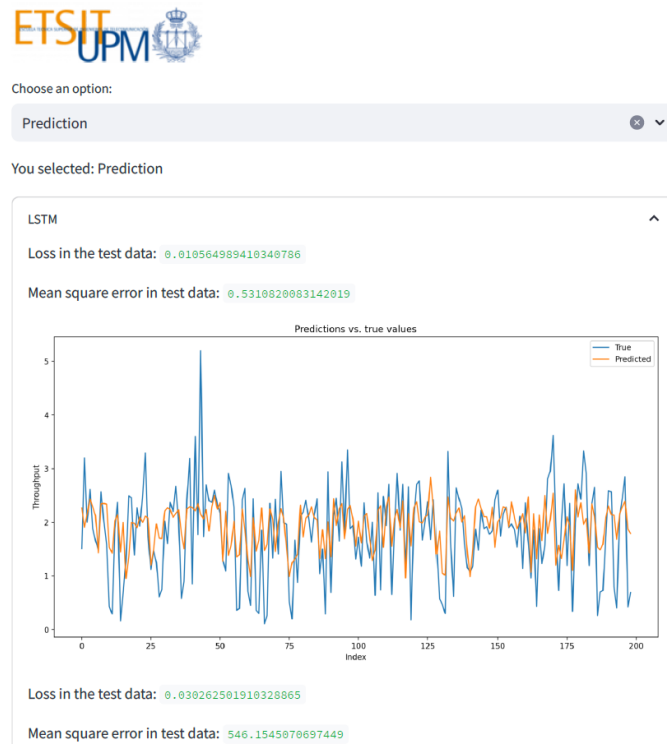 ETSIT
UPM
Choose an option:
Prediction
You selected: Prediction
LSTM
Loss in the test data: 0.010564989410340786
Mean square error in test data: 0.5310820083142019
Predictions vs. true values
True
Predicted
Throughput
5
4
3
2
1
0
0 25 50 75 100 125 150 175 200
Index
Loss in the test data: 0.030262501910328865
Mean square error in test data: 546.1545070697449